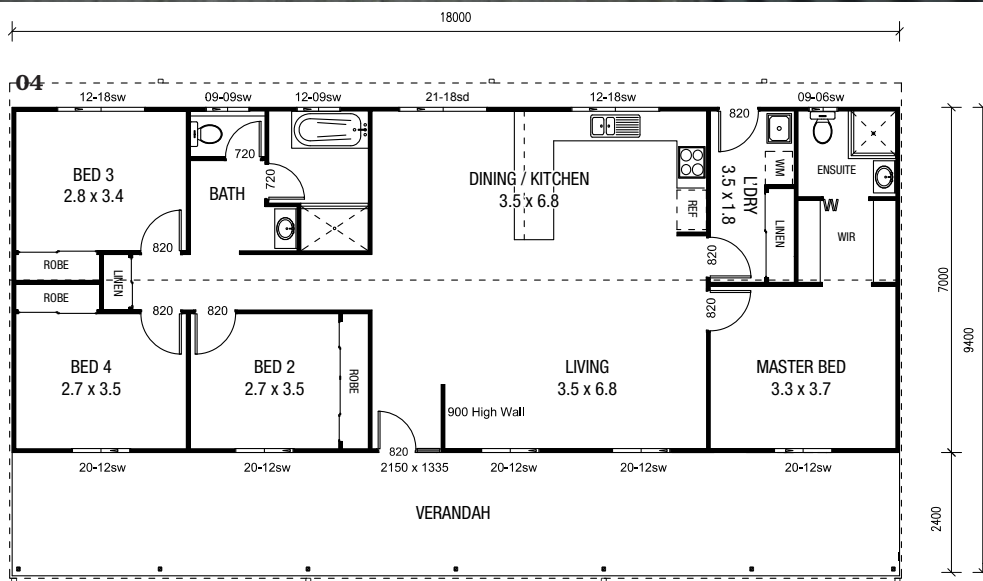 18000
04
12-18sw
09-09sw
12-09sw
21-18sd
12-18sw
820
09-06sw
720
720
BED 3
2.8 x 3.4
BATH
DINING / KITCHEN
3.5 x 6.8
L'DRY
3.5 x 1.8
WM
ENSUITE
W
REF
LINEN
WIR
820
820
ROBE
LINEN
ROBE
820
820
820
7000
9400
BED 4
2.7 x 3.5
BED 2
2.7 x 3.5
ROBE
LIVING
3.5 x 6.8
MASTER BED
3.3 x 3.7
900 High Wall
820
20-12sw
20-12sw
2150 x 1335
20-12sw
20-12sw
20-12sw
VERANDAH
2400